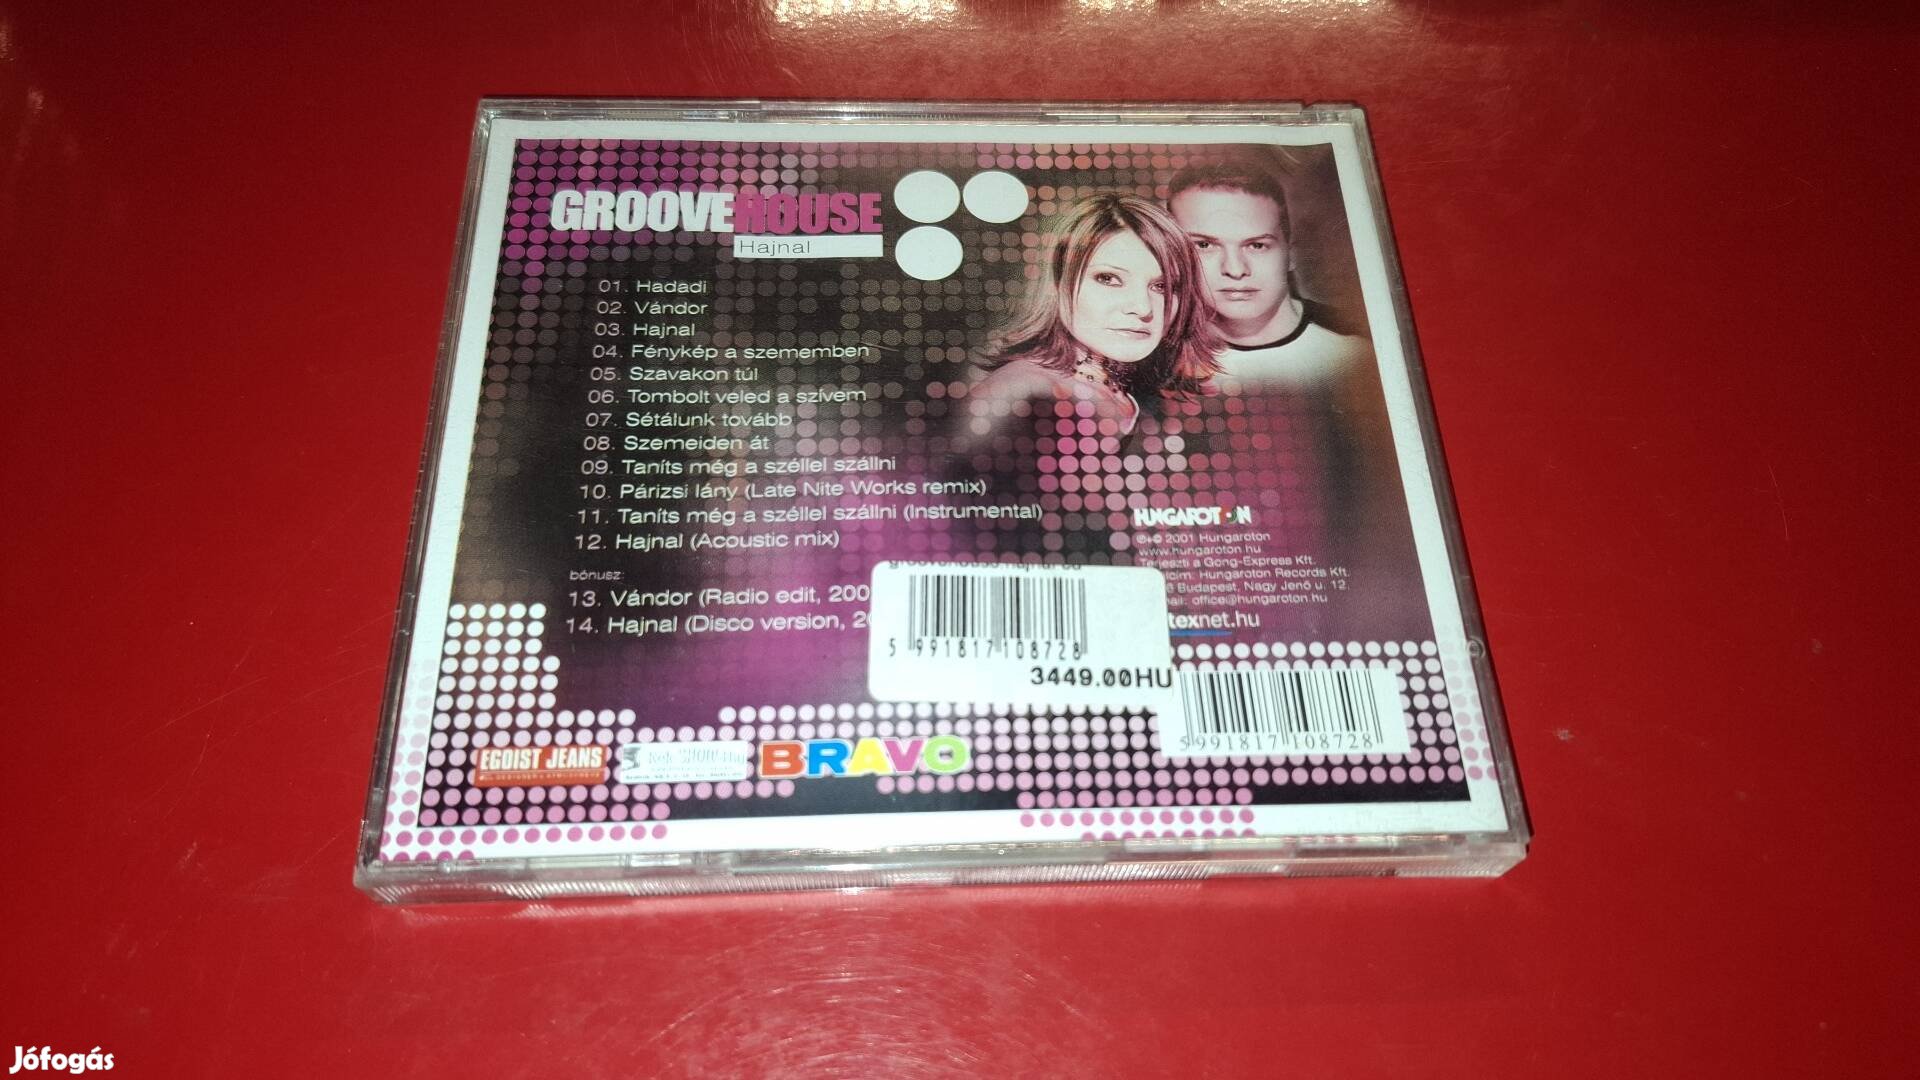 GROOVEHOUSE
Hajnal
01. Hadadi
02. Vándor
03. Hajnal
04. Fénykép a szememben
05. Szavakon túl
06. Tombolt veled a szívem
07. Sétálunk tovább
08. Szemeiden át
09. Taníts még a széllel szállni
10. Párizsi lány (Late Nite Works remix)
11. Taníts még a széllel szállni (Instrumental)
12. Hajnal (Acoustic mix)
bónusz:
13. Vándor (Radio edit, 200
14. Hajnal (Disco version, 20
HUNGAROTON
℗+© 2001 Hungaroton
www.hungaroton.hu
Terjeszti a Gong-Express Kft.
Hungaroton Records Kft.
Budapest, Nagy Jenő u. 12.
office@hungaroton.hu
texnet.hu
groovehouse Hajnal cd
5 991817 108728
3449.00HU
5 991817 108728
EGOIST JEANS
BRAVO
Jófogás